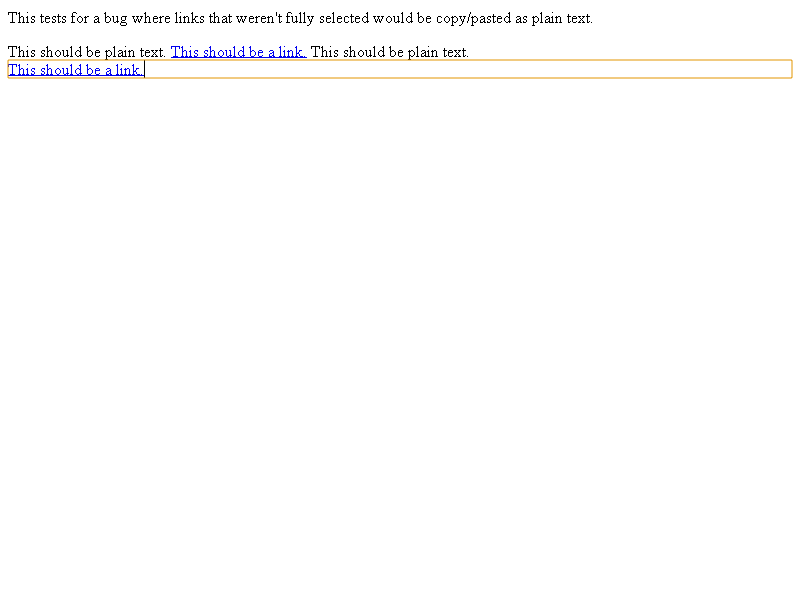 This tests for a bug where links that weren't fully selected would be copy/pasted as plain text.
This should be plain text. This should be a link. This should be plain text.
This should be a link.